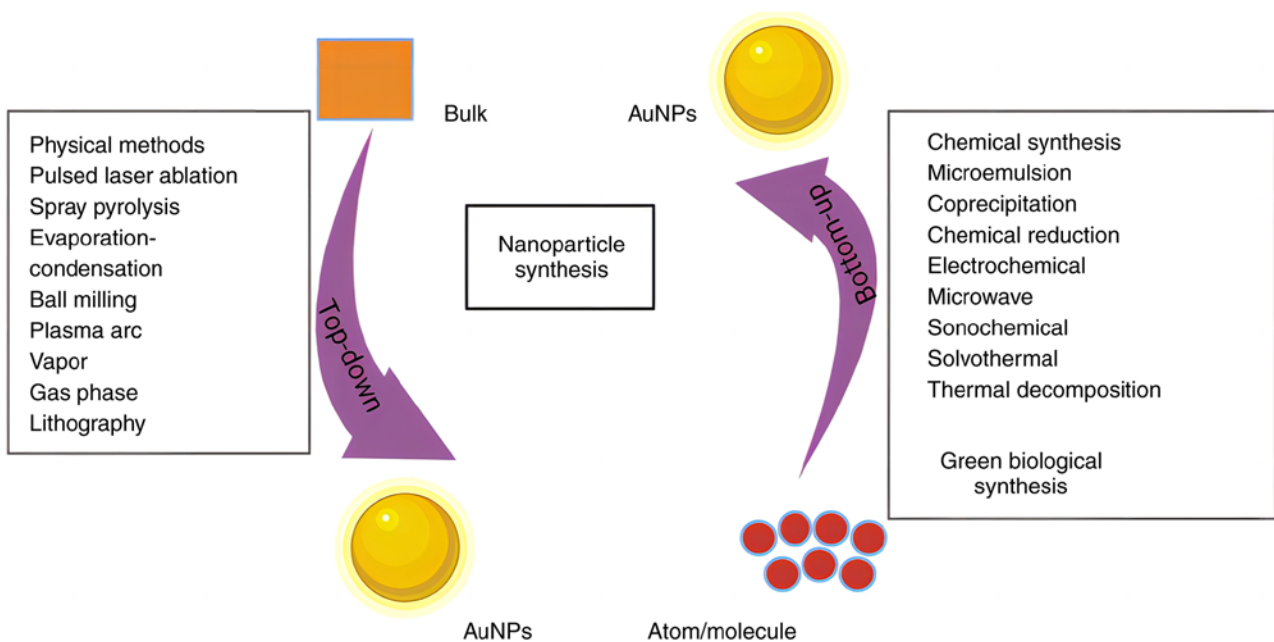 Bulk
AuNPs
Physical methods
Pulsed laser ablation
Spray pyrolysis
Evaporation-
condensation
Ball milling
Plasma arc
Vapor
Gas phase
Lithography
Top-down
Nanoparticle
synthesis
Bottom-up
Chemical synthesis
Microemulsion
Coprecipitation
Chemical reduction
Electrochemical
Microwave
Sonochemical
Solvothermal
Thermal decomposition
Green biological
synthesis
AuNPs
Atom/molecule